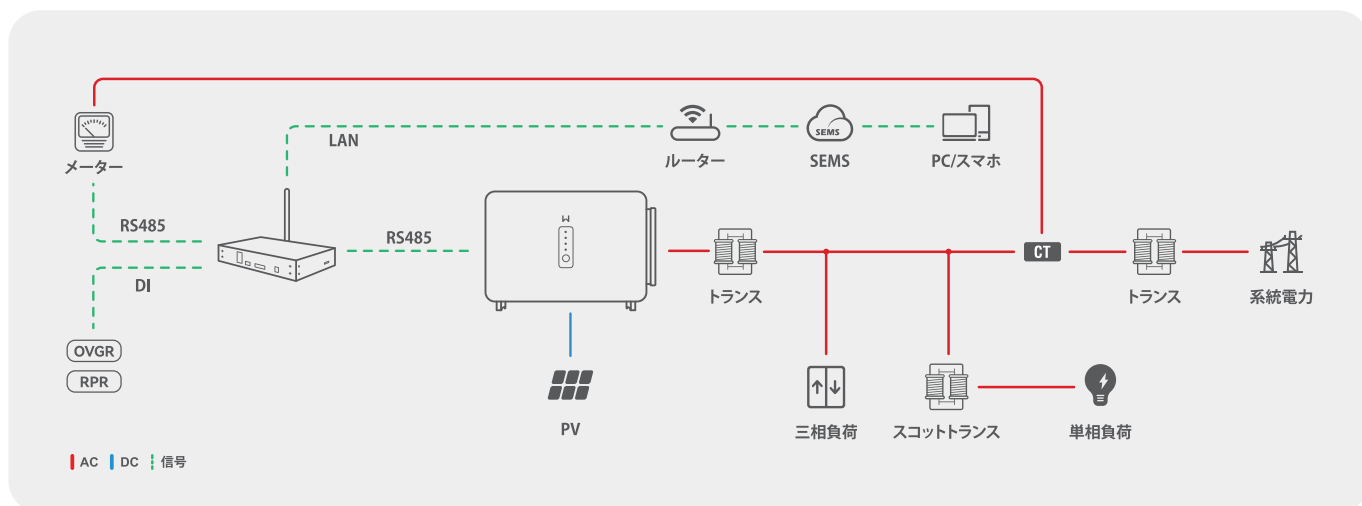 メーター
LAN
ルーター
SEMS
SEMS
PC/スマホ
RS485
RS485
DI
OVGR
RPR
トランス
CT
トランス
系統電力
PV
三相負荷
スコットトランス
単相負荷
AC DC 信号